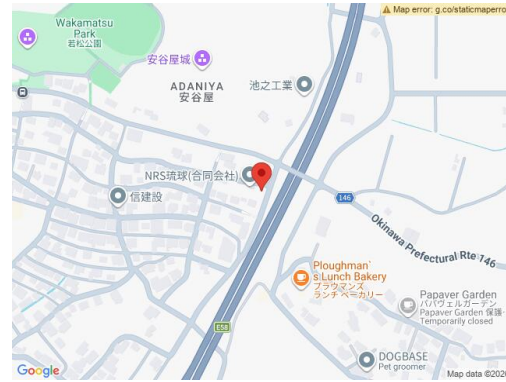 Map error: g.co/staticmaperro
Wakamatsu
Park
若松公園
安谷屋城
ADANIYA
安谷屋
池之工業
NRS琉球(合同会社)
信建設
146
Okinawa Prefectural Rte 146
Ploughman'
s Lunch Bakery
プラウマンズ
ランチ ベーカリー
Papaver Garden
パパヴェルガーデン
Papaver Garden 保護
Temporarily closed
E58
DOGBASE
Pet groomer
Google
Map data ©2026